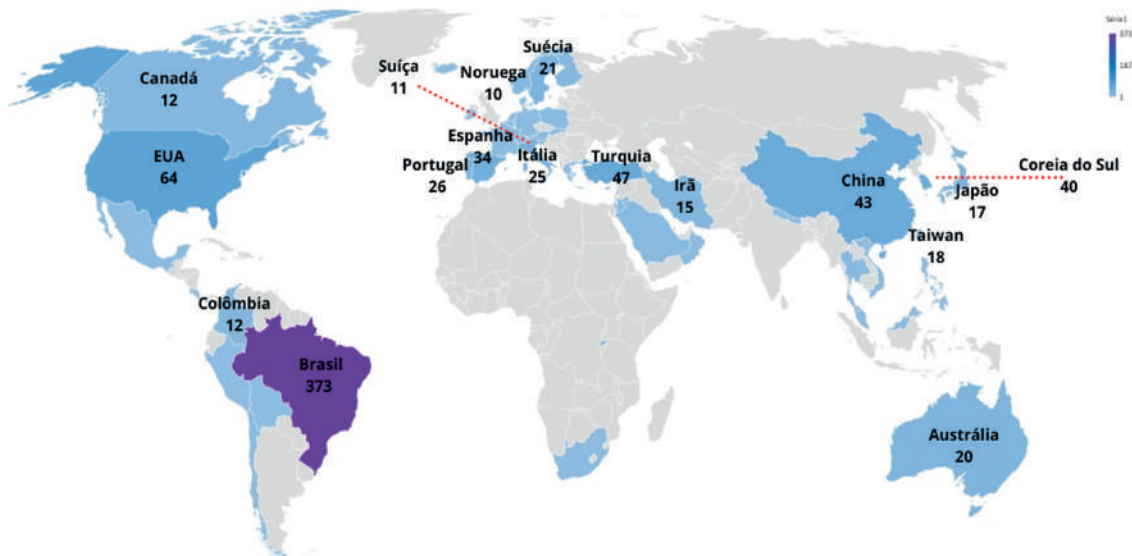 Série1
373
187
1
Suécia
21
Suíça
11
Noruega
10
Canadá
12
Espanha
34
EUA
64
Portugal
26
Itália
25
Turquia
47
Irã
15
China
43
Coreia do Sul
40
Japão
17
Taiwan
18
Colômbia
12
Brasil
373
Austrália
20